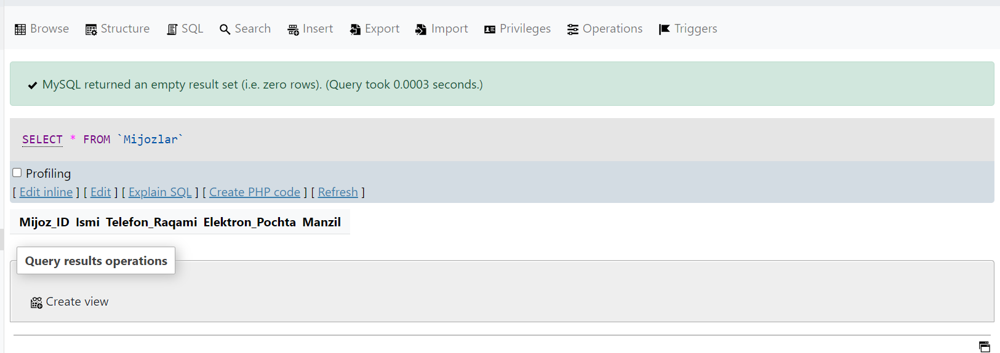 Browse Structure SQL Search Insert Export Import Privileges Operations Triggers
MySQL returned an empty result set (i.e. zero rows). (Query took 0.0003 seconds.)
SELECT * FROM `Mijozlar`
Profiling
[ Edit inline ] [ Edit ] [ Explain SQL ] [ Create PHP code ] [ Refresh ]
Mijoz_ID Ismi Telefon_Raqami Elektron_Pochta Manzil
Query results operations
Create view